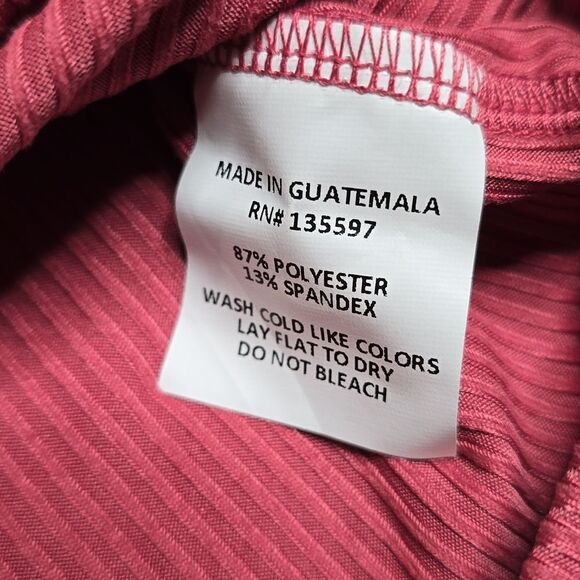 MADE IN GUATEMALA
RN# 135597
87% POLYESTER
13% SPANDEX
WASH COLD LIKE COLORS
LAY FLAT TO DRY
DO NOT BLEACH